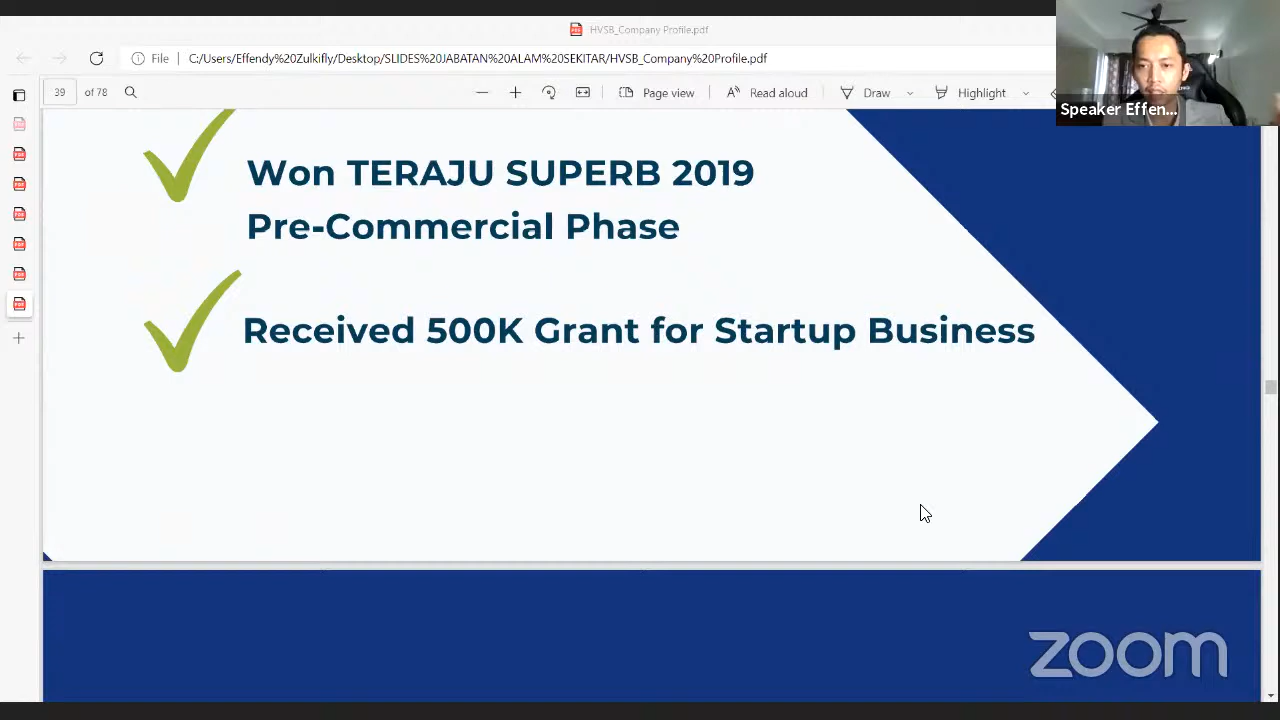 HVSB_Company Profile.pdf
File
C:/Users/Effendy%20Zulkifly/Desktop/SLIDES%20JABATAN%20ALAM%20SEKITAR/HVSB_Company%20Profile.pdf
39 of 78
Page view
Read aloud
Draw
Highlight
Speaker Effen...
Won TERAJU SUPERB 2019
Pre-Commercial Phase
Received 500K Grant for Startup Business
zoom